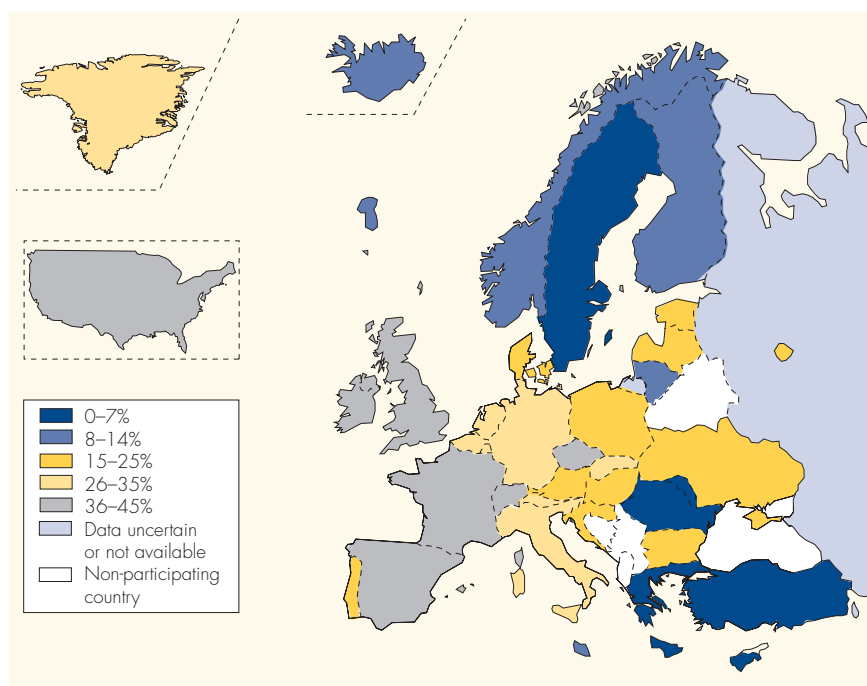 0–7%
8–14%
15–25%
26–35%
36–45%
Data uncertain
or not available
Non-participating
country